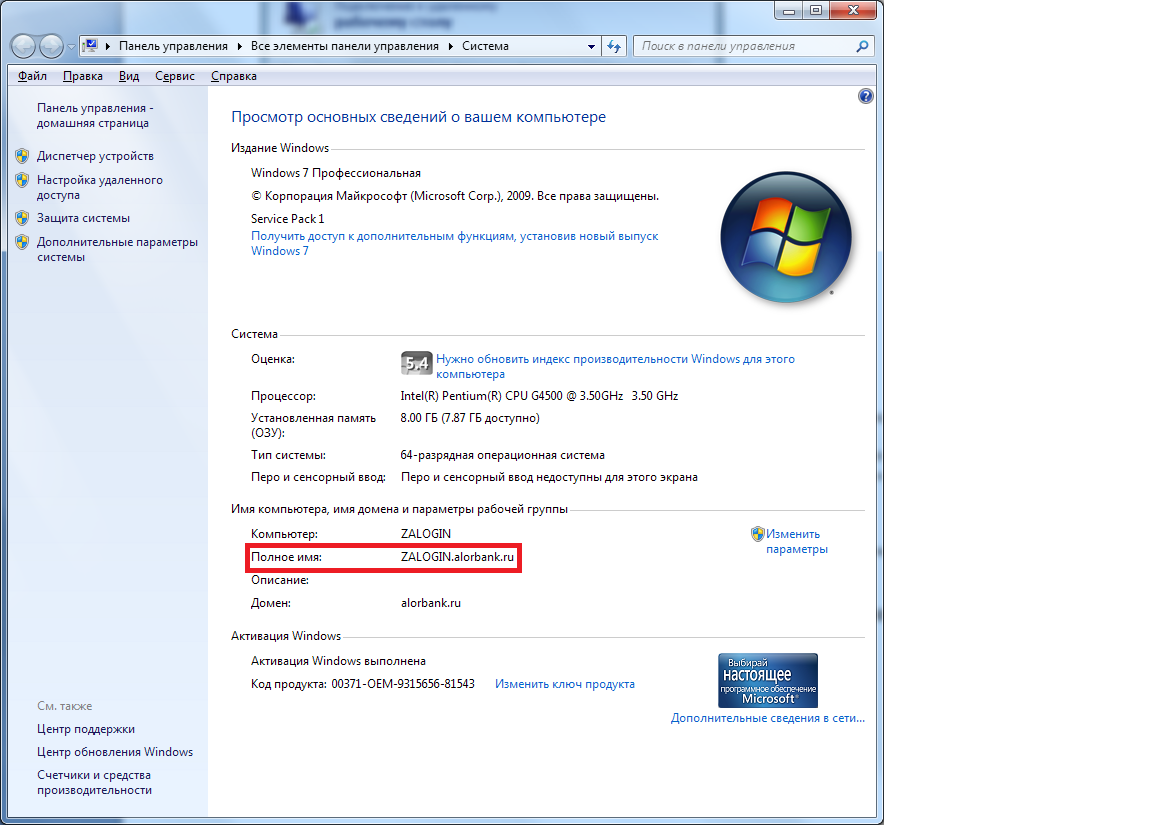 Подключение к удаленному
рабочему столу
Панель управления
Все элементы панели управления
Система
Поиск в панели управления
Файл
Правка
Вид
Сервис
Справка
Панель управления -
домашняя страница
Диспетчер устройств
Настройка удаленного
доступа
Защита системы
Дополнительные параметры
системы
Просмотр основных сведений о вашем компьютере
Издание Windows
Windows 7 Профессиональная
© Корпорация Майкрософт (Microsoft Corp.), 2009. Все права защищены.
Service Pack 1
Получить доступ к дополнительным функциям, установив новый выпуск
Windows 7
Система
Оценка:
5,4
Нужно обновить индекс производительности Windows для этого
компьютера
Процессор:
Intel(R) Pentium(R) CPU G4500 @ 3.50GHz 3.50 GHz
Установленная память
(ОЗУ):
8.00 ГБ (7.87 ГБ доступно)
Тип системы:
64-разрядная операционная система
Перо и сенсорный ввод:
Перо и сенсорный ввод недоступны для этого экрана
Имя компьютера, имя домена и параметры рабочей группы
Компьютер:
ZALOGIN
Изменить
параметры
Полное имя:
ZALOGIN.alorbank.ru
Описание:
Домен:
alorbank.ru
Активация Windows
Активация Windows выполнена
Код продукта: 00371-OEM-9315656-81543
Изменить ключ продукта
Выбирай
настоящее
программное обеспечение
Microsoft®
Дополнительные сведения в сети...
См. также
Центр поддержки
Центр обновления Windows
Счетчики и средства
производительности